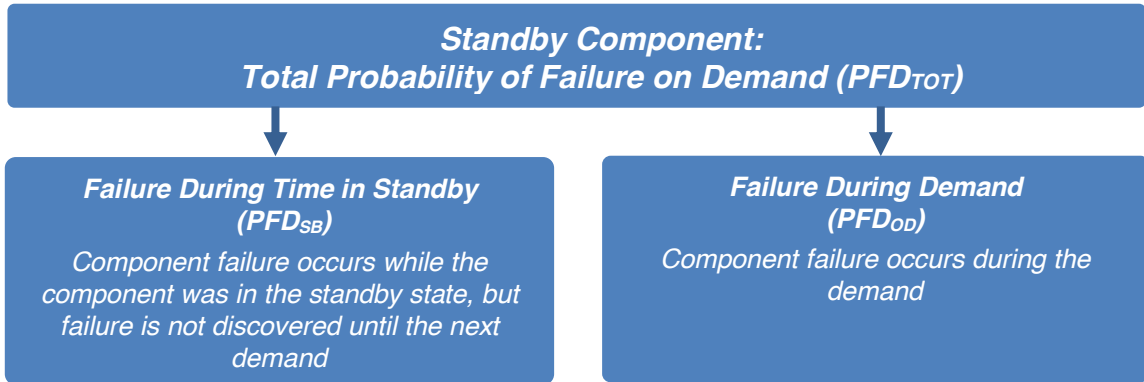 Standby Component:
Total Probability of Failure on Demand (PFDTOT)
Failure During Time in Standby
(PFDSB)
Component failure occurs while the
component was in the standby state, but
failure is not discovered until the next
demand
Failure During Demand
(PFDOD)
Component failure occurs during the
demand